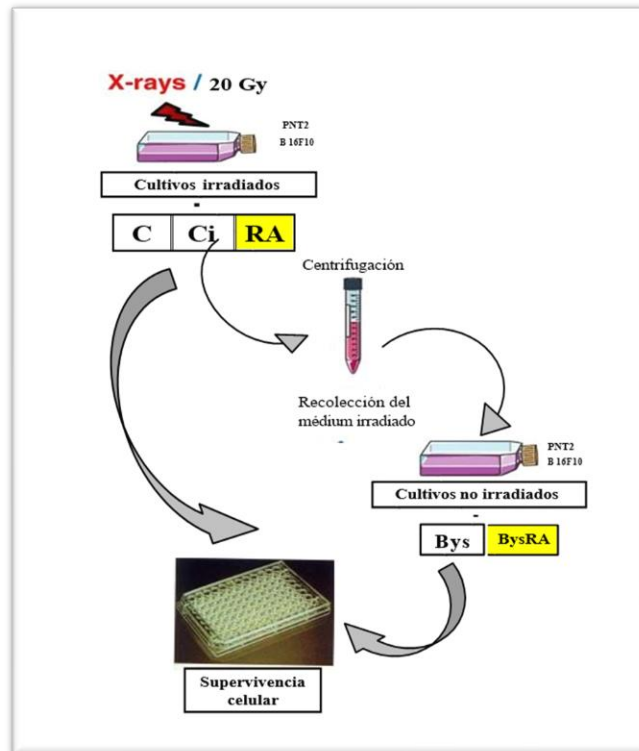 X-rays / 20 Gy
PNT2
B 16F10
Cultivos irradiados
-
C Ci RA
Centrifugación
Recolección del
médium irradiado
-
PNT2
B 16F10
Cultivos no irradiados
-
Bys BysRA
Supervivencia
celular